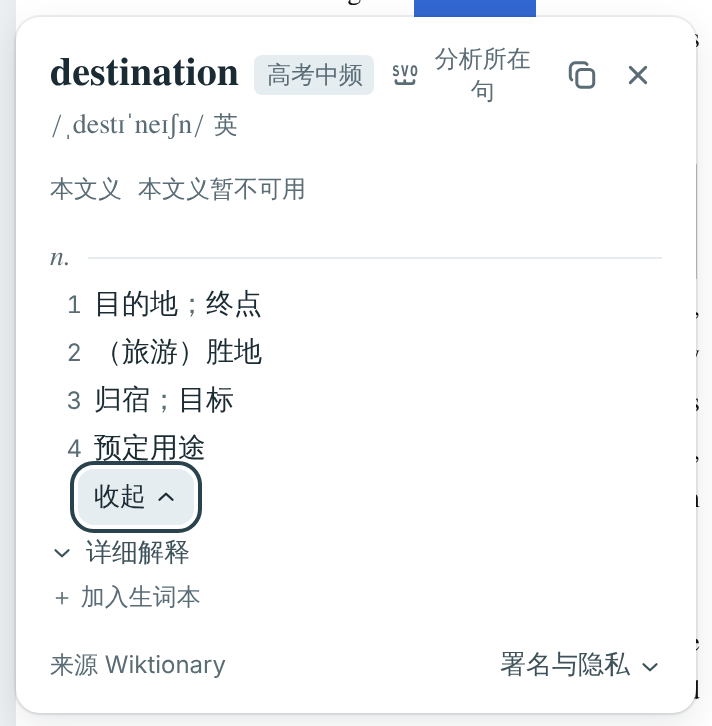 destination 高考中频 SVO 分析所在句
/ˌdestɪˈneɪʃn/ 英
本文义 本文义暂不可用
n.
1 目的地；终点
2 （旅游）胜地
3 归宿；目标
4 预定用途
收起
详细解释
+ 加入生词本
来源 Wiktionary 署名与隐私